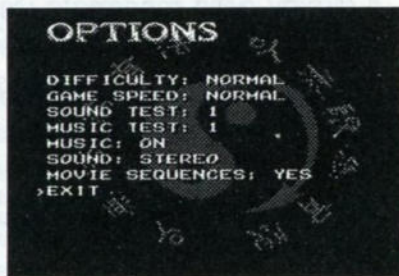 OPTIONS
DIFFICULTY: NORMAL
GAME SPEED: NORMAL
SOUND TEST: 1
MUSIC TEST: 1
MUSIC: ON
SOUND: STEREO
MOVIE SEQUENCES: YES
>EXIT